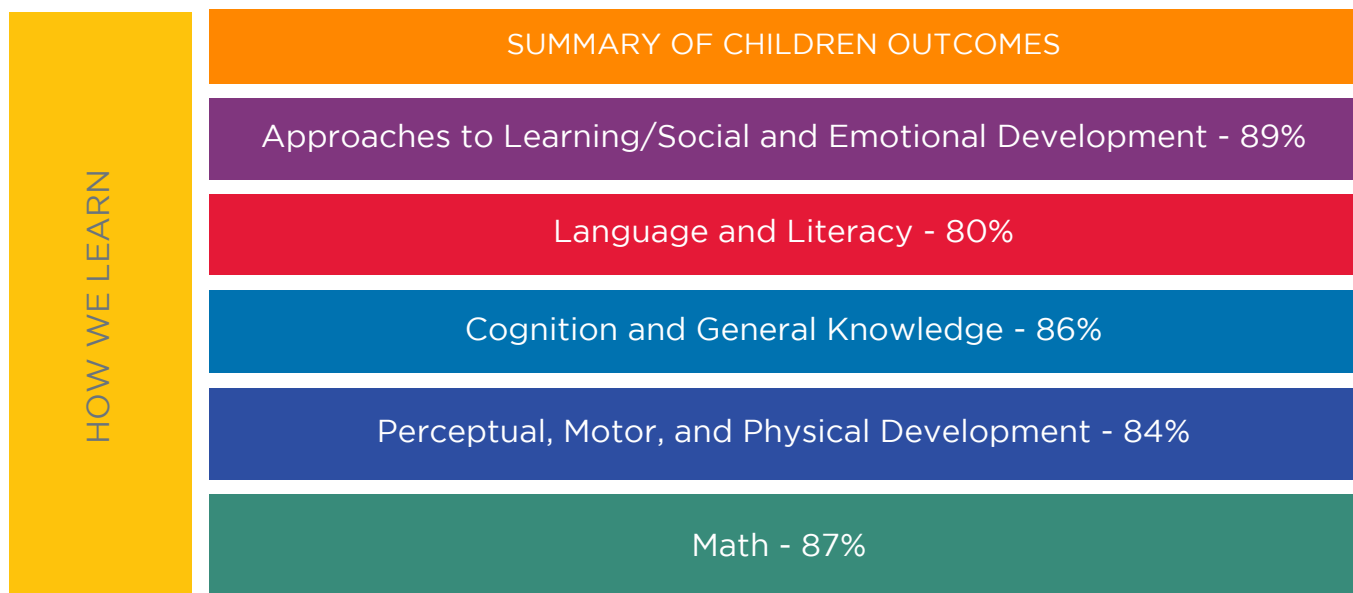 HOW WE LEARN
SUMMARY OF CHILDREN OUTCOMES
Approaches to Learning/Social and Emotional Development - 89%
Language and Literacy - 80%
Cognition and General Knowledge - 86%
Perceptual, Motor, and Physical Development - 84%
Math - 87%